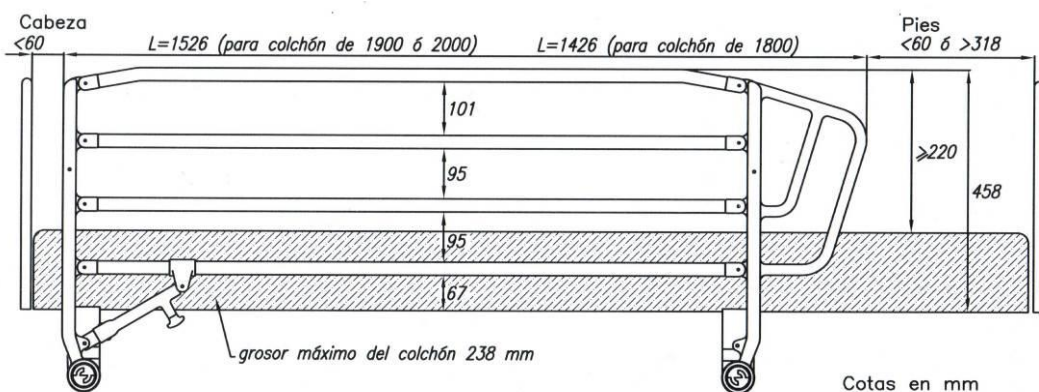 Cabeza
<60
L=1526 (para colchón de 1900 ó 2000)
L=1426 (para colchón de 1800)
Pies
<60 ó >318
101
95
95
67
⩾220
458
grosor máximo del colchón 238 mm
Cotas en mm